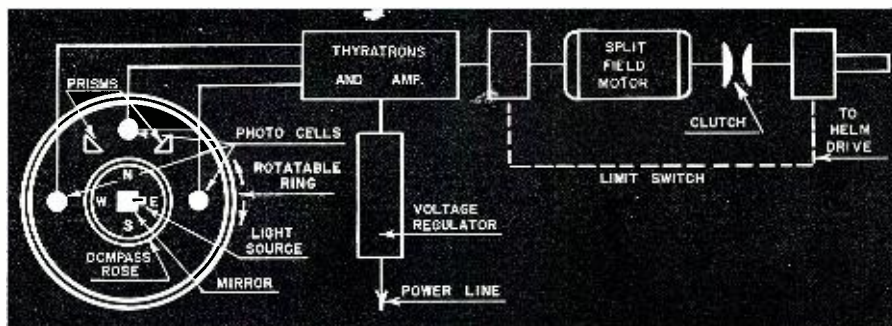 THYRATRONS
AND AMP.
SPLIT
FIELD
MOTOR
PRISMS
CLUTCH
TO
HELM
DRIVE
PHOTO CELLS
ROTATABLE
RING
LIMIT SWITCH
N
W
E
S
VOLTAGE
REGULATOR
LIGHT
SOURCE
COMPASS
ROSE
MIRROR
POWER LINE